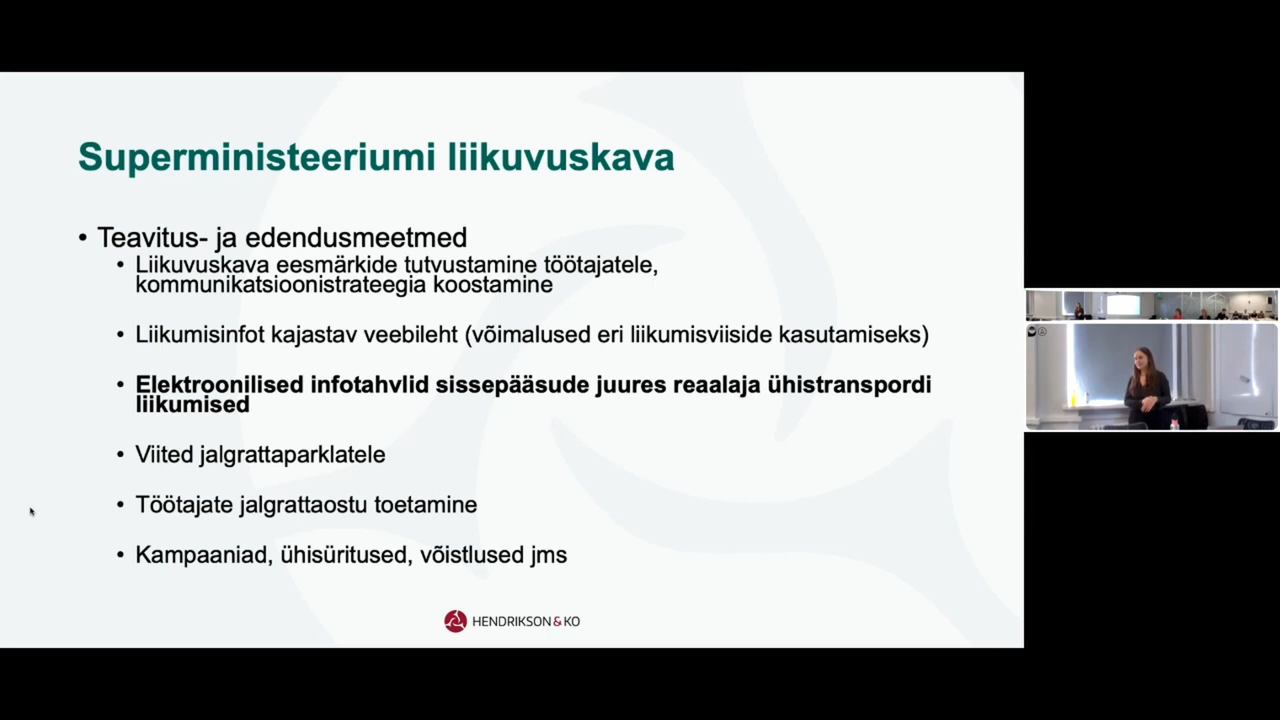 Superministeeriumi liikuvuskava
• Teavitus- ja edendusmeetmed
• Liikuvuskava eesmärkide tutvustamine töötajatele,
kommunikatsioonistrateegia koostamine
• Liikumisinfot kajastav veebileht (võimalused eri liikumisviiside kasutamiseks)
• Elektroonilised infotahvlid sissepääsude juures reaalaja ühistranspordi
liikumised
• Viited jalgrattaparklatele
• Töötajate jalgrattaostu toetamine
• Kampaaniad, ühisüritused, võistlused jms
HENDRIKSON & KO